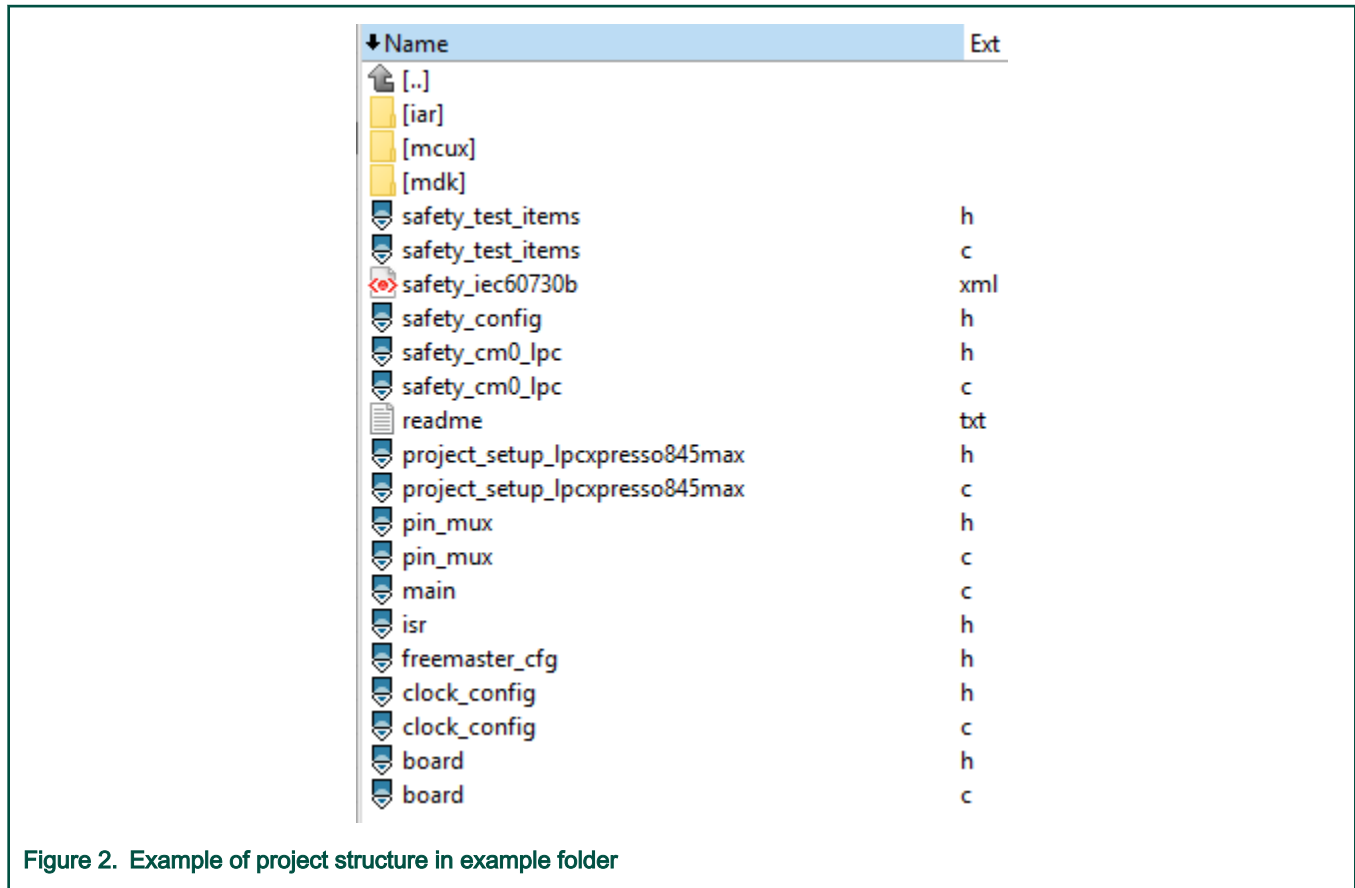 Name Ext
[..]
[iar]
[mcux]
[mdk]
safety_test_items h
safety_test_items c
safety_iec60730b xml
safety_config h
safety_cm0_lpc h
safety_cm0_lpc c
readme txt
project_setup_lpcxpresso845max h
project_setup_lpcxpresso845max c
pin_mux h
pin_mux c
main c
isr h
freemaster_cfg h
clock_config h
clock_config c
board h
board c
Figure 2. Example of project structure in example folder